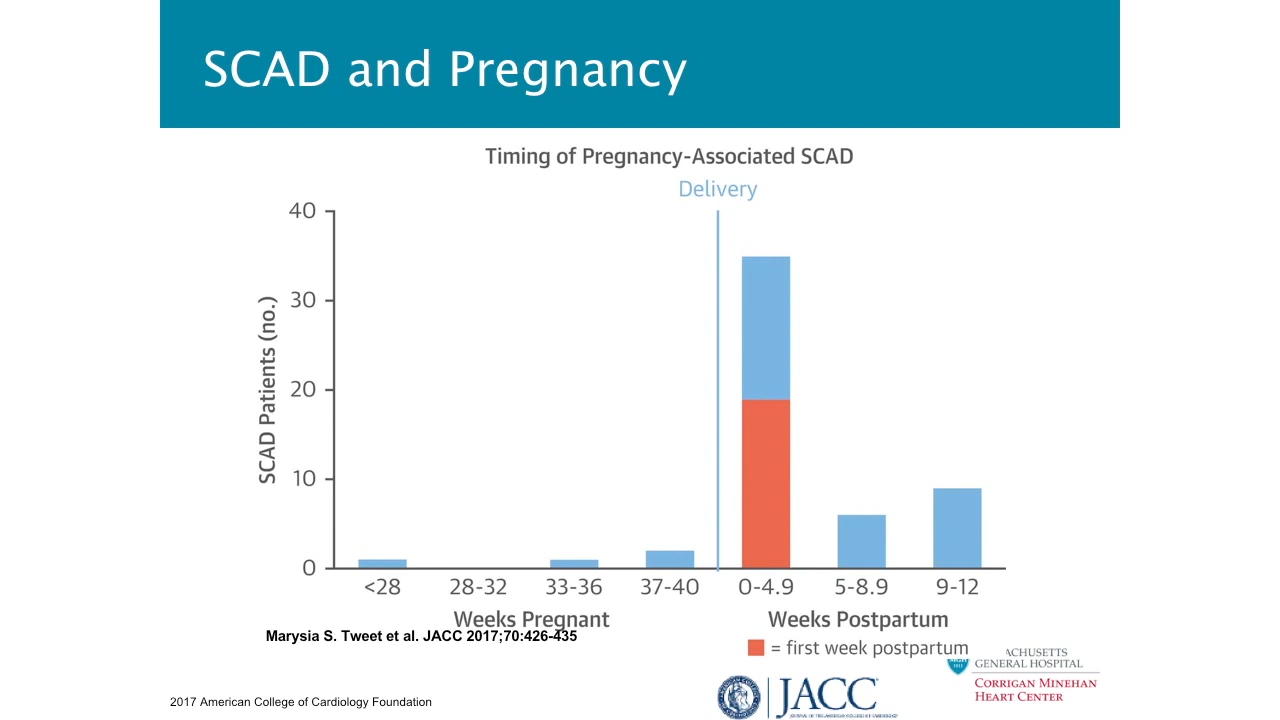 SCAD and Pregnancy
Timing of Pregnancy-Associated SCAD
Delivery
SCAD Patients (no.)
40
30
20
10
0
<28 28-32 33-36 37-40 0-4.9 5-8.9 9-12
Weeks Pregnant Weeks Postpartum
Marysia S. Tweet et al. JACC 2017;70:426-435
= first week postpartum
ACHUSETTS
GENERAL HOSPITAL
CORRIGAN MINEHAN
HEART CENTER
JACC
2017 American College of Cardiology Foundation